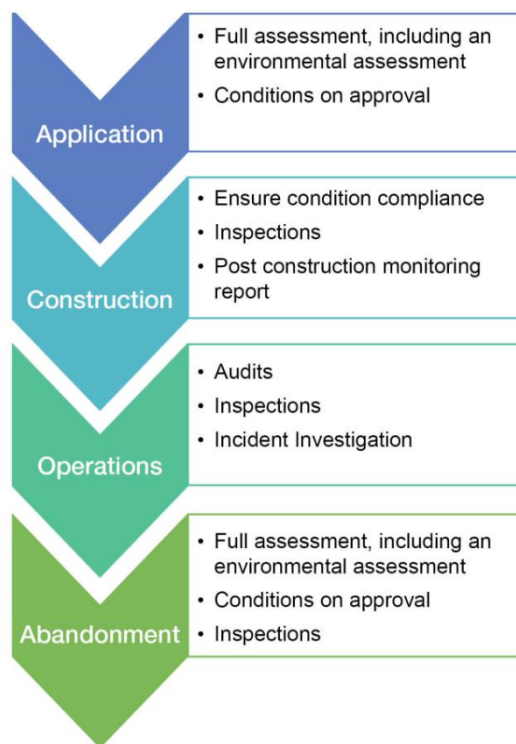 Application
• Full assessment, including an
environmental assessment
• Conditions on approval
Construction
• Ensure condition compliance
• Inspections
• Post construction monitoring
report
Operations
• Audits
• Inspections
• Incident Investigation
Abandonment
• Full assessment, including an
environmental assessment
• Conditions on approval
• Inspections